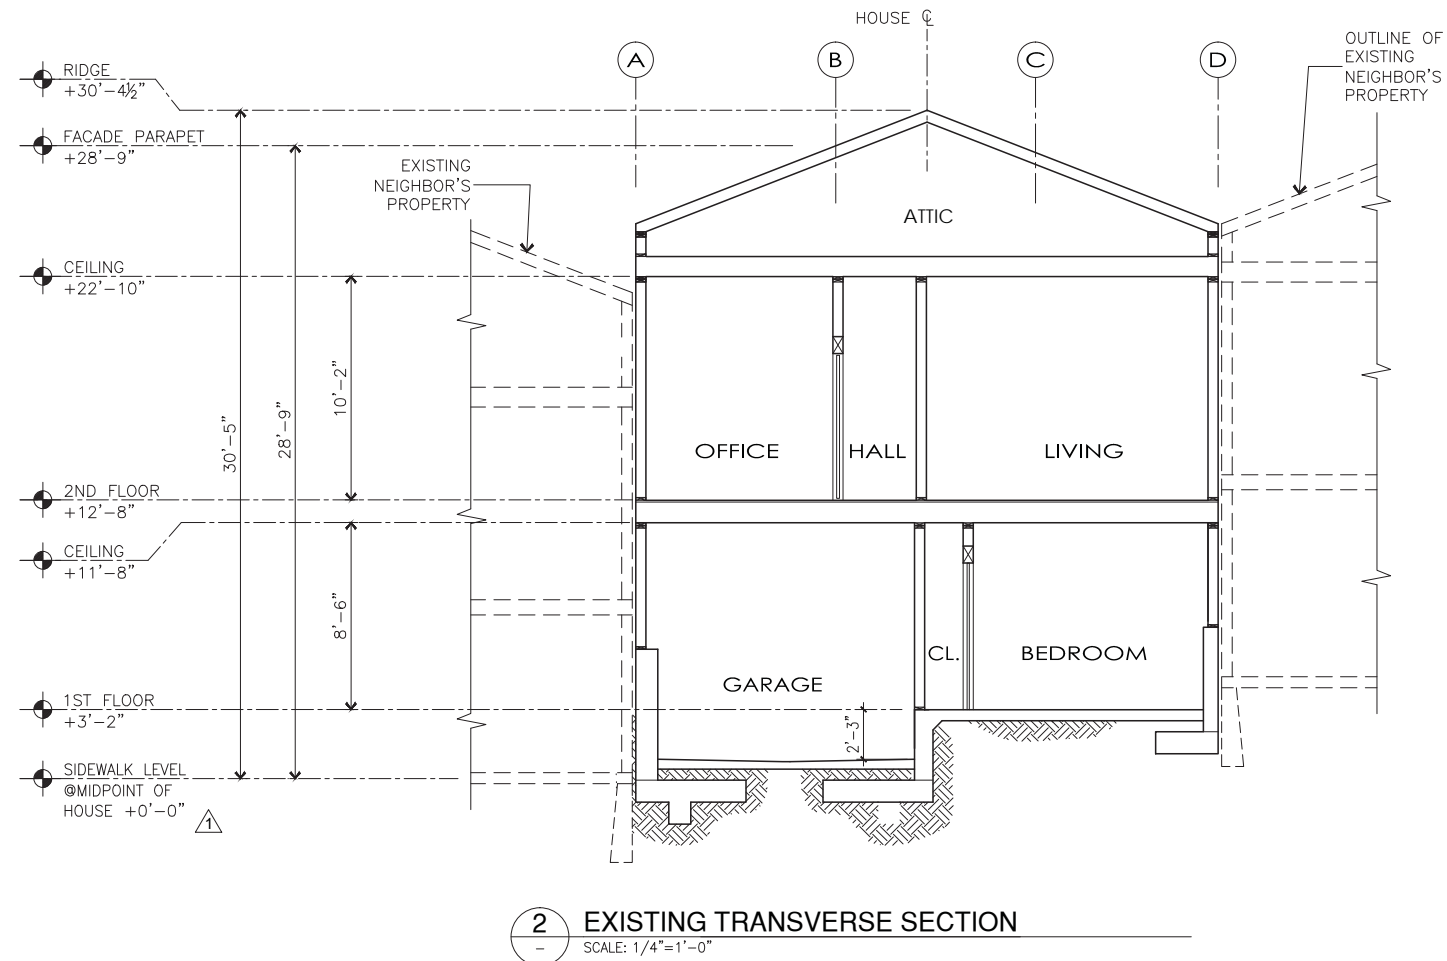 HOUSE ℄
A
B
C
D
OUTLINE OF
EXISTING
NEIGHBOR'S
PROPERTY
RIDGE
+30'-4½"
FACADE PARAPET
+28'-9"
EXISTING
NEIGHBOR'S
PROPERTY
ATTIC
CEILING
+22'-10"
30'-5"
28'-9"
10'-2"
OFFICE
HALL
LIVING
2ND FLOOR
+12'-8"
CEILING
+11'-8"
8'-6"
CL.
BEDROOM
GARAGE
1ST FLOOR
+3'-2"
2'-3"
SIDEWALK LEVEL
@MIDPOINT OF
HOUSE +0'-0"
1
2
-
EXISTING TRANSVERSE SECTION
SCALE: 1/4"=1'-0"